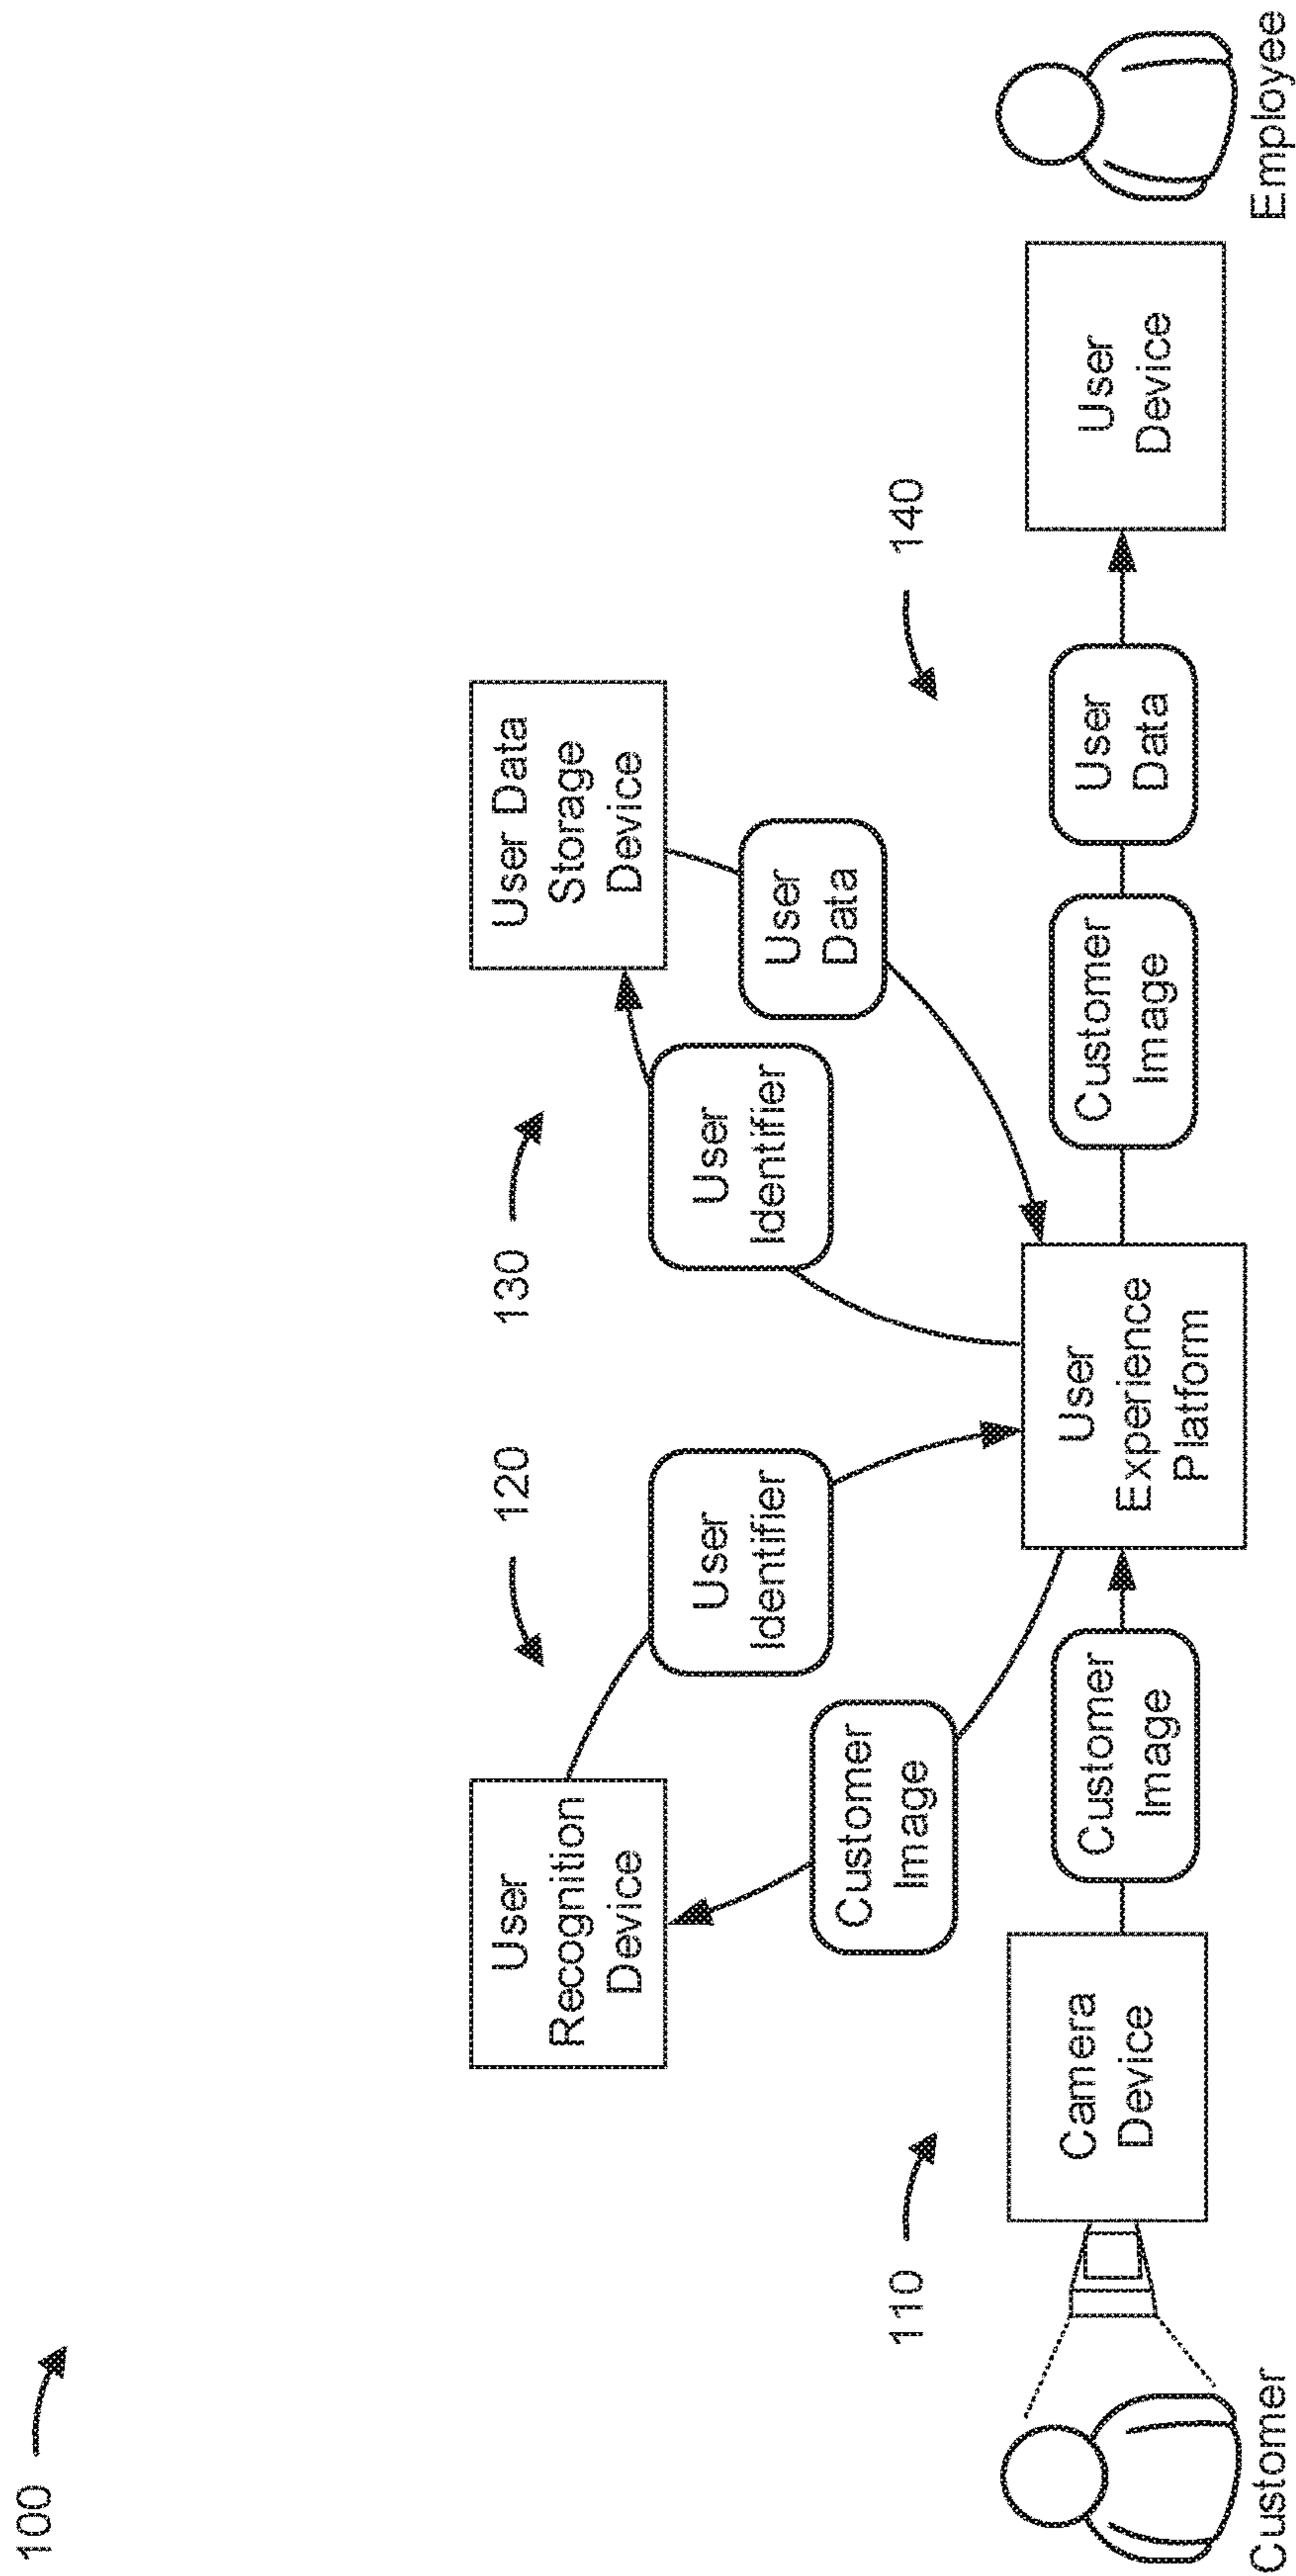 100
120
130
User
Recognition
Device
User Data
Storage
Device
User
Identifier
User
Identifier
User
Data
Customer
Image
110
140
Camera
Device
Customer
Image
User
Experience
Platform
Customer
Image
User
Data
User
Device
Customer
Employee